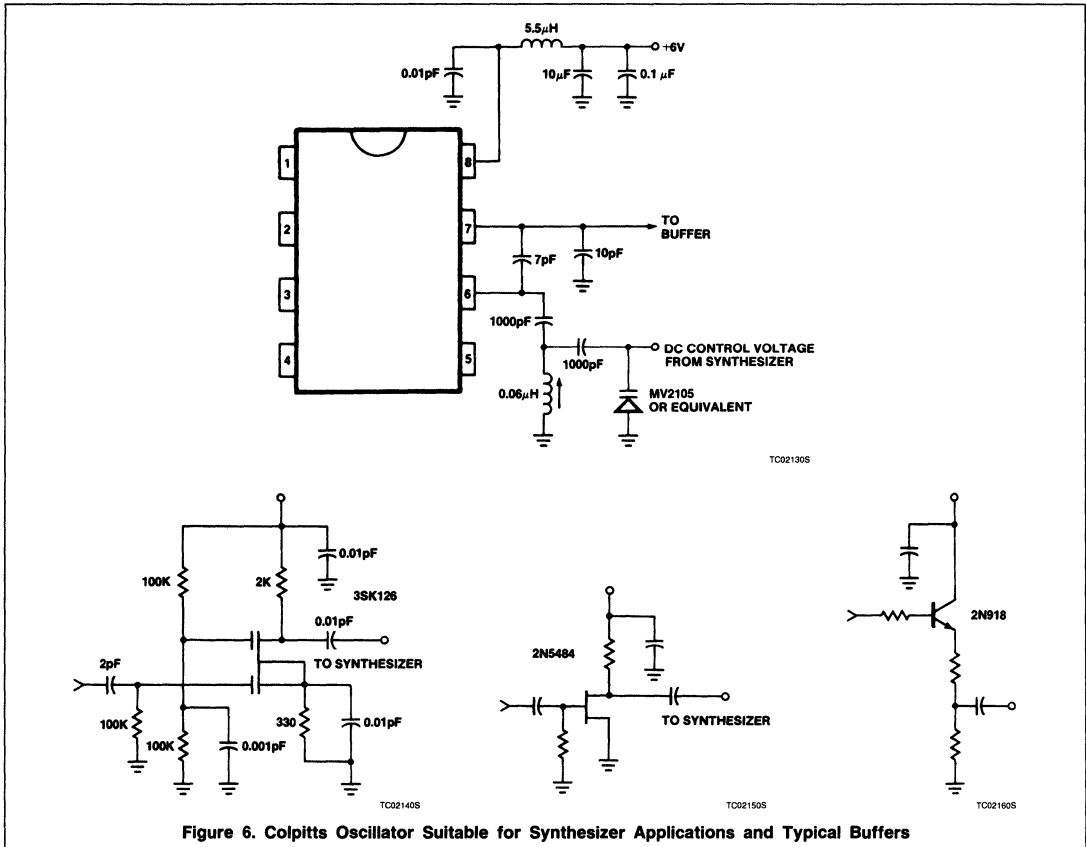 5.5μH
+6V
0.01pF
10μF
0.1 μF
1
8
2
7
TO
BUFFER
7pF
10pF
3
6
1000pF
4
5
1000pF
DC CONTROL VOLTAGE
FROM SYNTHESIZER
0.06μH
MV2105
OR EQUIVALENT
TC02130S
0.01pF
100K
2K
3SK126
0.01pF
TO SYNTHESIZER
2pF
100K
100K
0.001pF
330
0.01pF
TC02140S
2N5484
TO SYNTHESIZER
TC02150S
2N918
TC02160S
Figure 6. Colpitts Oscillator Suitable for Synthesizer Applications and Typical Buffers